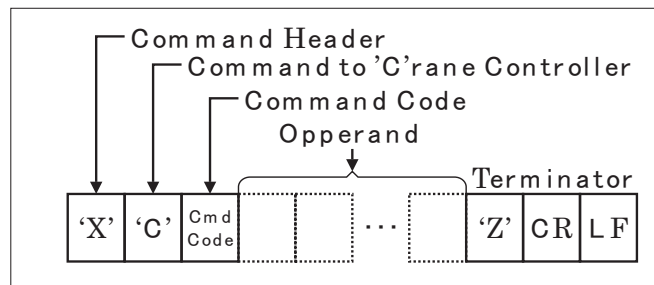 Command Header
Command to 'C'rane Controller
Command Code
Opperand
Terminator
‘X’ ‘C’ Cmd Code ··· ‘Z’ CR LF